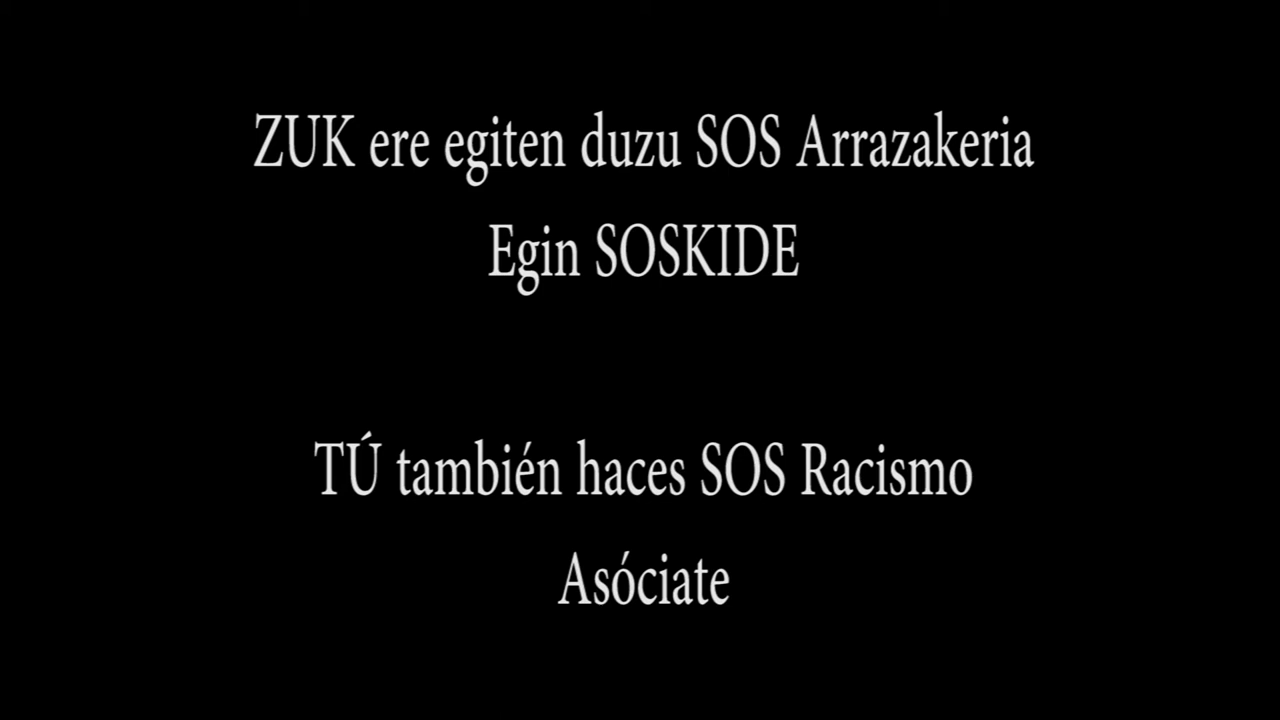 ZUK ere egiten duzu SOS Arrazakeria
Egin SOSKIDE
TÚ también haces SOS Racismo
Asóciate